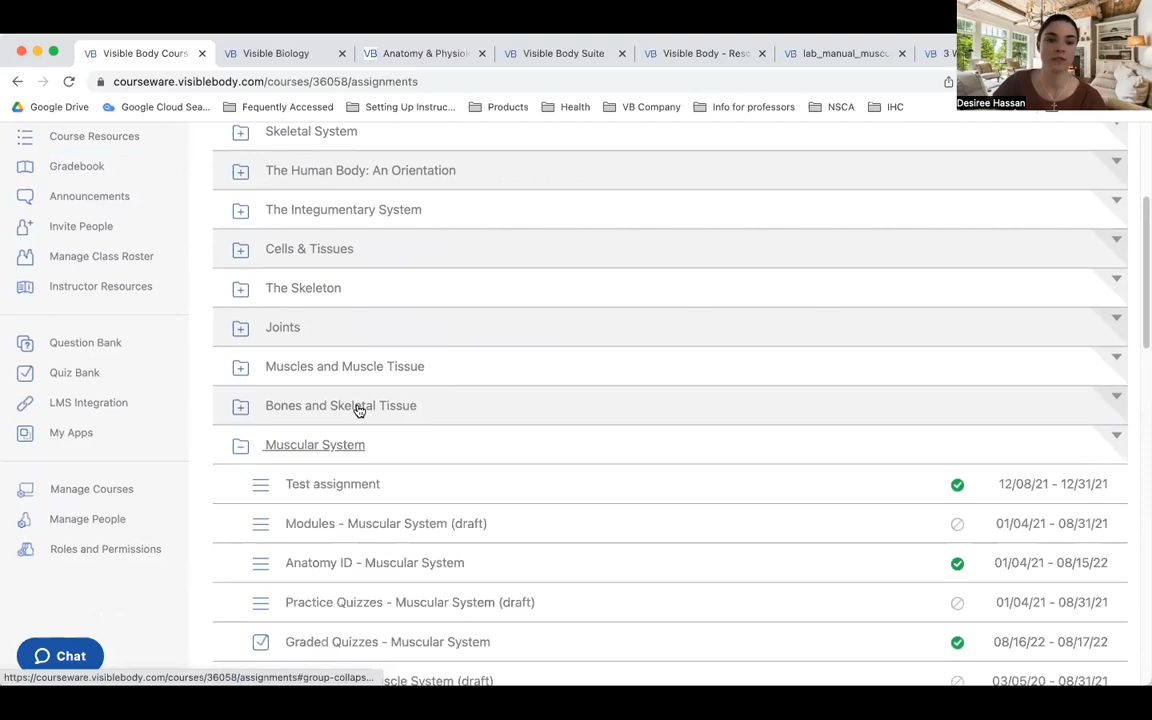 Visible Body Cours
Visible Biology
Anatomy & Physiol
Visible Body Suite
Visible Body - Reso
lab_manual_muscu
3
courseware.visiblebody.com/courses/36058/assignments
Desiree Hassan
Google Drive
Google Cloud Sea...
Fequently Accessed
Setting Up Instruc...
Products
Health
VB Company
Info for professors
NSCA
IHC
Course Resources
Gradebook
Announcements
Invite People
Manage Class Roster
Instructor Resources
Question Bank
Quiz Bank
LMS Integration
My Apps
Manage Courses
Manage People
Roles and Permissions
Chat
Skeletal System
The Human Body: An Orientation
The Integumentary System
Cells & Tissues
The Skeleton
Joints
Muscles and Muscle Tissue
Bones and Skeletal Tissue
Muscular System
Test assignment 12/08/21 - 12/31/21
Modules - Muscular System (draft) 01/04/21 - 08/31/21
Anatomy ID - Muscular System 01/04/21 - 08/15/22
Practice Quizzes - Muscular System (draft) 01/04/21 - 08/31/21
Graded Quizzes - Muscular System 08/16/22 - 08/17/22
scle System (draft) 03/05/20 - 08/31/21
https://courseware.visiblebody.com/courses/36058/assignments#group-collaps...